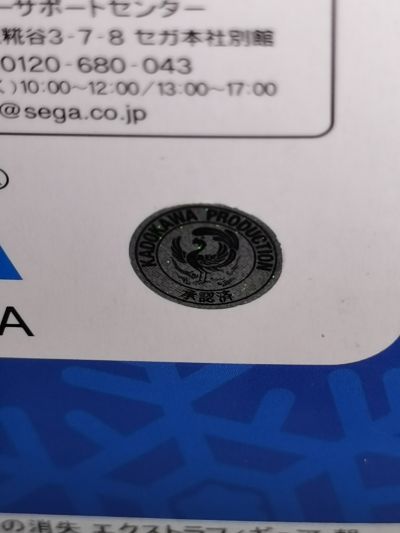 ーサポートセンター
糀谷3-7-8 セガ本社別館
0120-680-043
)10:00～12:00/13:00～17:00
@sega.co.jp
KADOKAWA PRODUCTION
承認済
A
の消失 エクストラフィギュア